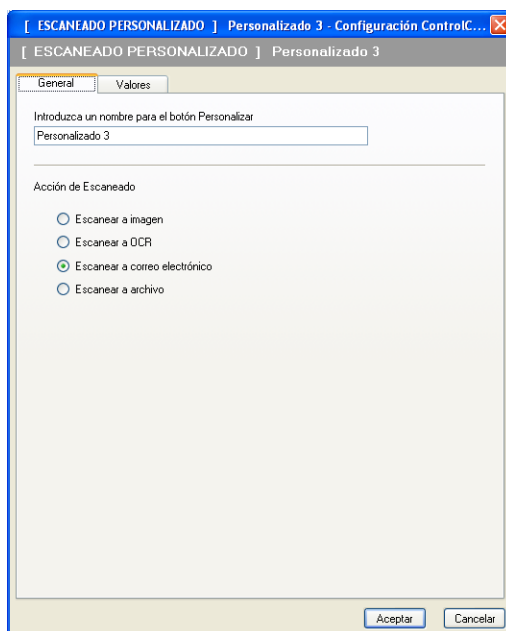 [ ESCANEADO PERSONALIZADO ] Personalizado 3 - Configuración ControlC...
[ ESCANEADO PERSONALIZADO ] Personalizado 3
General Valores
Introduzca un nombre para el botón Personalizar
Personalizado 3
Acción de Escaneado
Escanear a imagen
Escanear a OCR
Escanear a correo electrónico
Escanear a archivo
Aceptar Cancelar